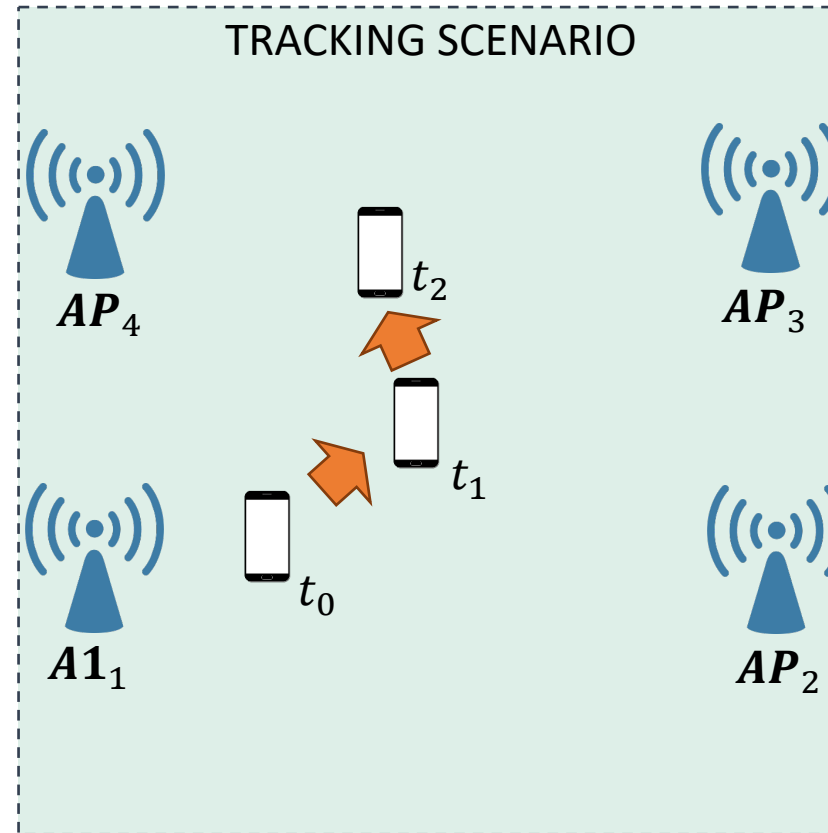 TRACKING SCENARIO
AP₄
AP₃
t₂
t₁
t₀
A1₁
AP₂